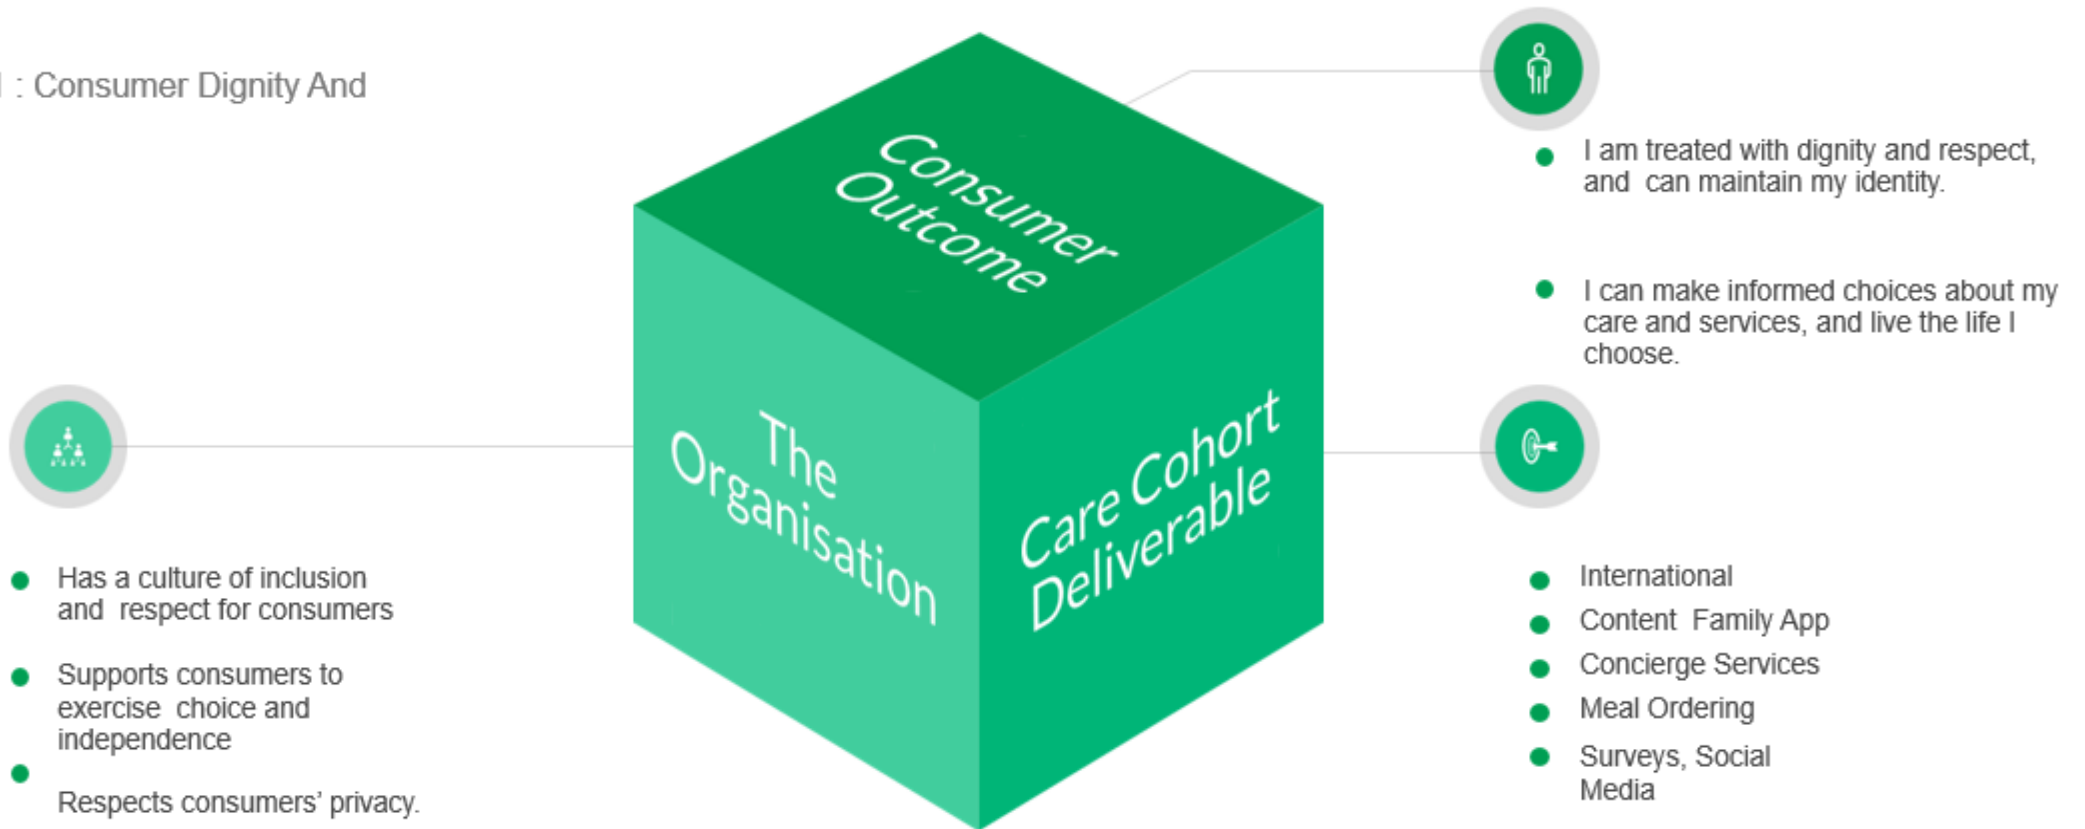 : Consumer Dignity And
Consumer
Outcome
I am treated with dignity and respect,
and can maintain my identity.
I can make informed choices about my
care and services, and live the life I
choose.
The
Organisation
Has a culture of inclusion
and respect for consumers
Supports consumers to
exercise choice and
independence
Respects consumers’ privacy.
Care Cohort
Deliverable
International
Content Family App
Concierge Services
Meal Ordering
Surveys, Social
Media